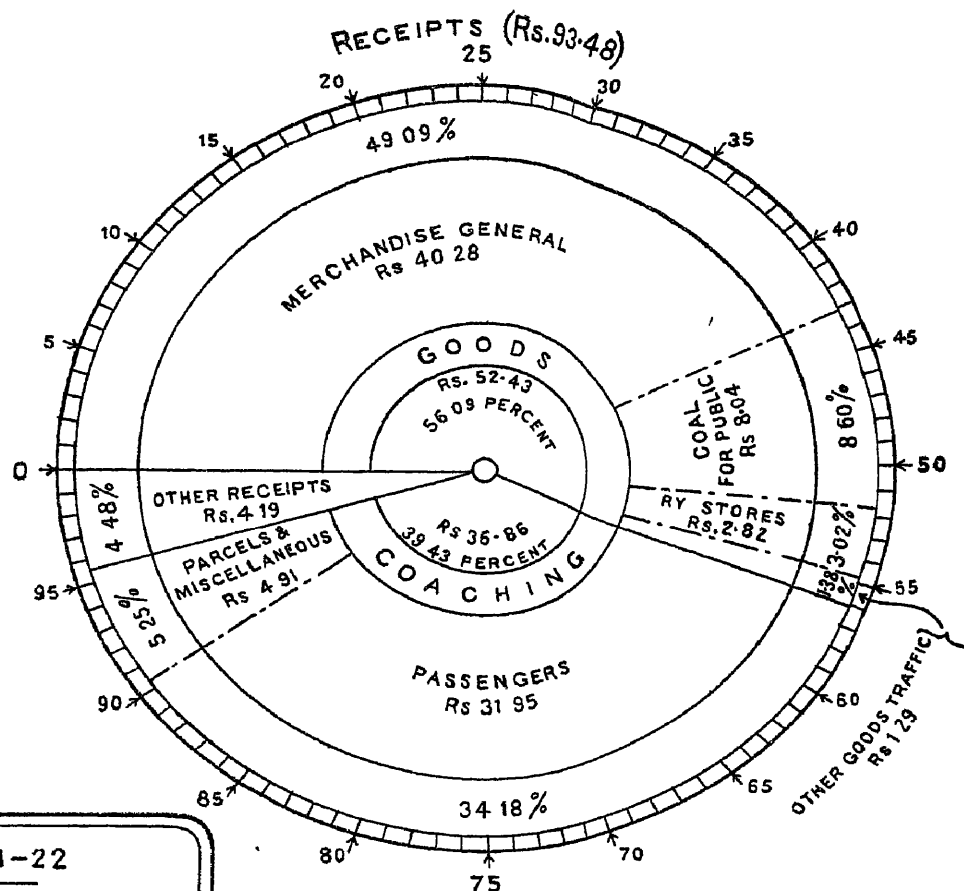 RECEIPTS (Rs.93·48)
25
20
30
15
35
10
40
5
45
0
50
95
55
90
60
85
65
80
70
75
49 09%
MERCHANDISE GENERAL
Rs 40 28
GOODS
Rs. 52·43
56 09 PERCENT
COAL
FOR PUBLIC
Rs 8·04
8 60%
RY STORES
Rs. 2·82
3·02%
1·38
%
OTHER GOODS TRAFFIC
Rs 1 29
OTHER RECEIPTS
Rs. 4 19
4 48%
PARCELS &
MISCELLANEOUS
Rs 4 91
5 25%
Rs 36·86
39 43 PERCENT
COACHING
PASSENGERS
Rs 31 95
34 18%
1-22